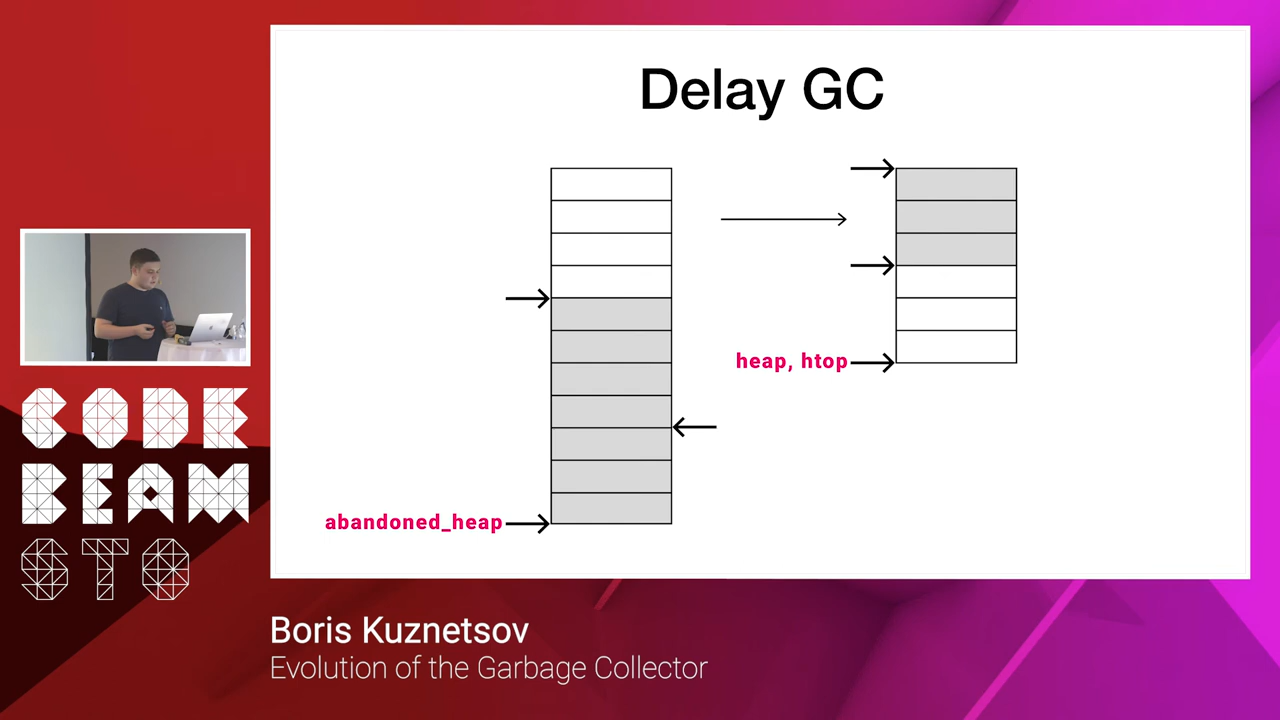 Delay GC
heap, htop
abandoned_heap
CODE
BEAM
STO
Boris Kuznetsov
Evolution of the Garbage Collector